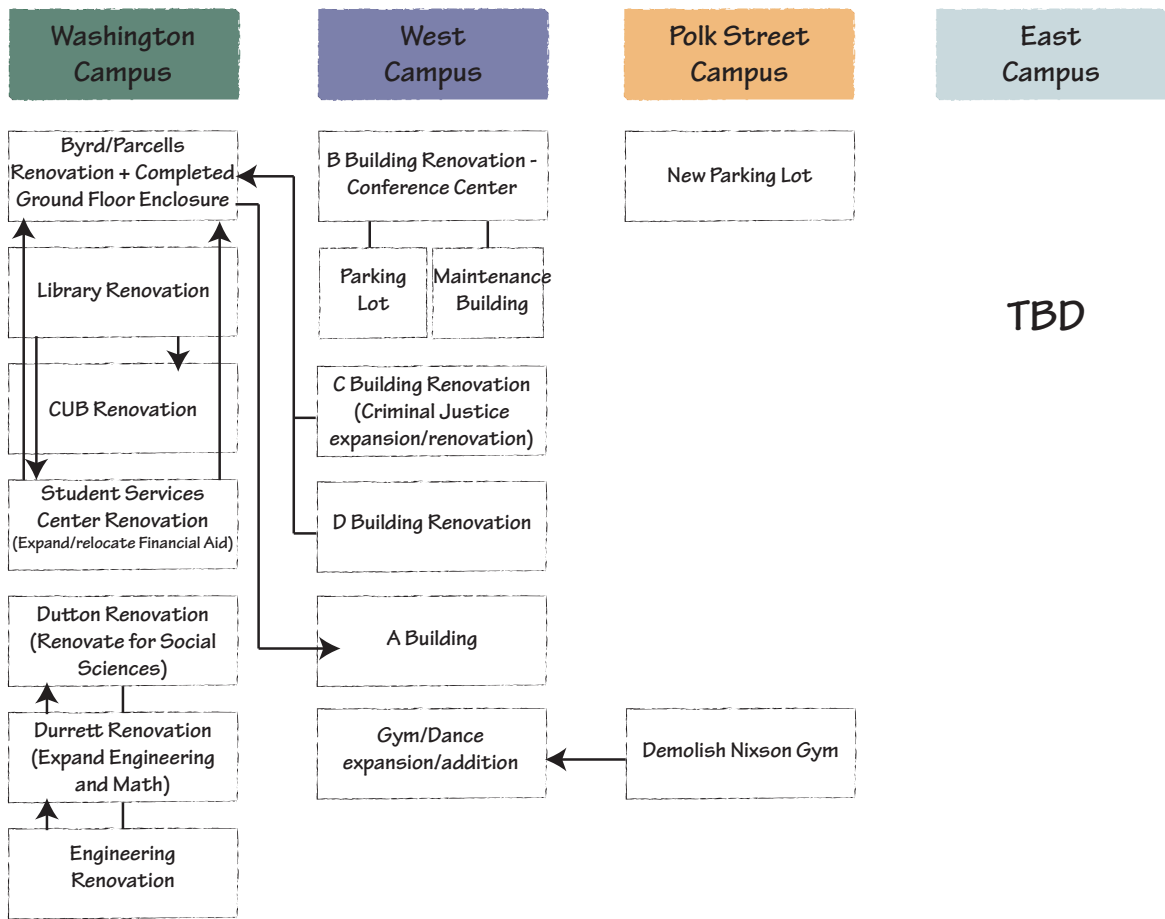 Washington
Campus
West
Campus
Polk Street
Campus
East
Campus
Byrd/Parcells
Renovation + Completed
Ground Floor Enclosure
Library Renovation
CUB Renovation
Student Services
Center Renovation
(Expand/relocate Financial Aid)
Dutton Renovation
(Renovate for Social
Sciences)
Durrett Renovation
(Expand Engineering
and Math)
Engineering
Renovation
B Building Renovation -
Conference Center
Parking
Lot
Maintenance
Building
C Building Renovation
(Criminal Justice
expansion/renovation)
D Building Renovation
A Building
Gym/Dance
expansion/addition
New Parking Lot
Demolish Nixson Gym
TBD